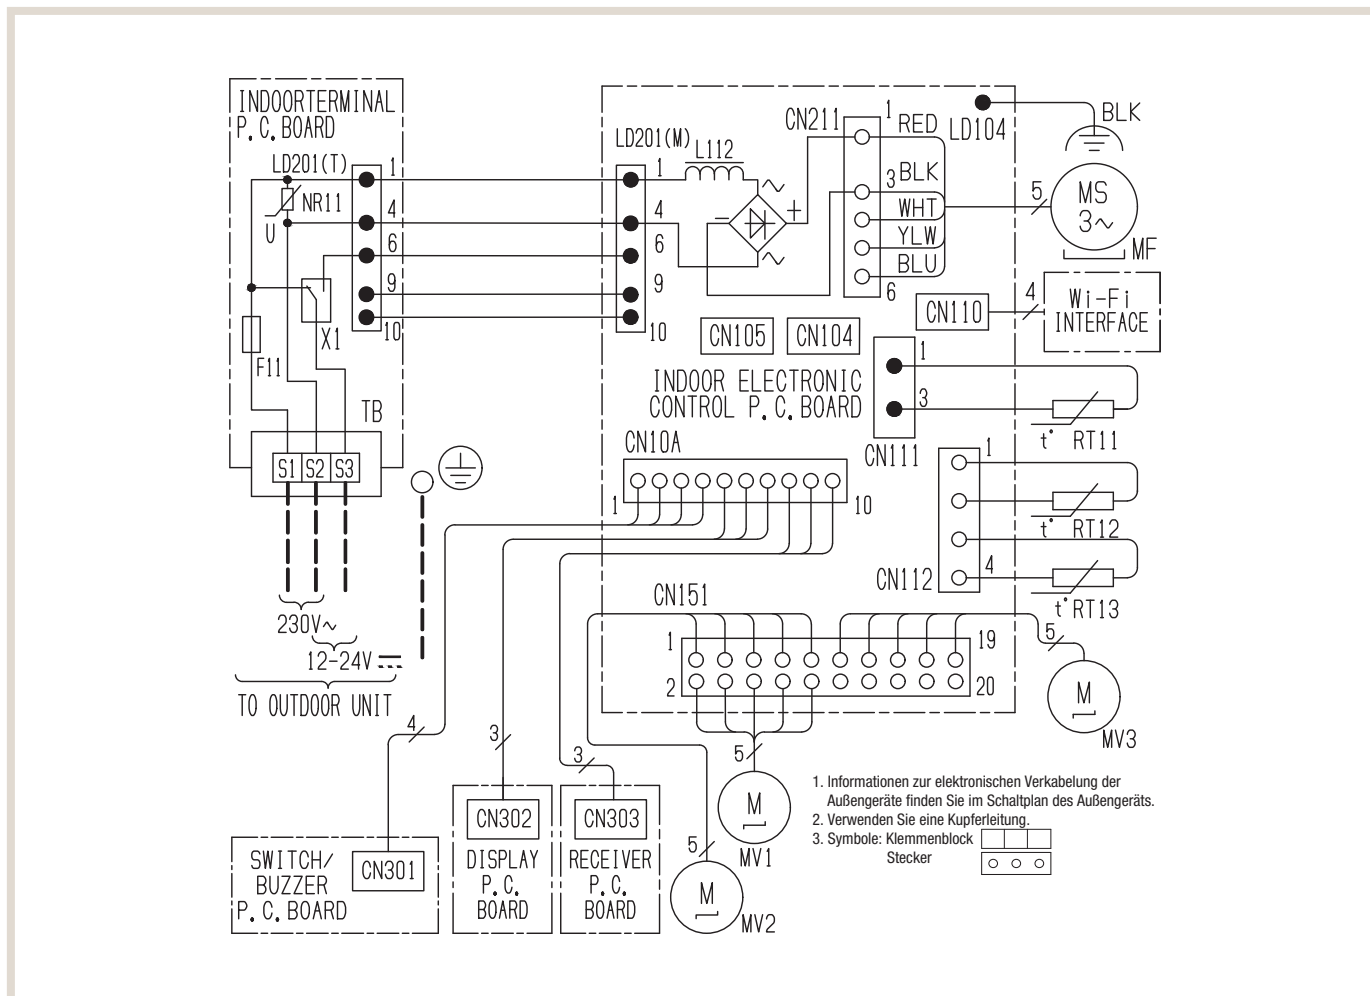 INDOORTERMINAL
P.C.BOARD
LD201(T)
1
NR11
4
U
6
9
X1
10
F11
TB
S1 S2 S3
230V~
12-24V
TO OUTDOOR UNIT
LD201(M)
L112
1
4
6
9
10
~
-
+
~
CN211
1
RED
3
BLK
WHT
YLW
BLU
6
LD104
BLK
5
MS
3~
MF
CN110
4
Wi-Fi
INTERFACE
CN105
CN104
INDOOR ELECTRONIC
CONTROL P.C.BOARD
1
3
CN111
t°
RT11
CN10A
1
10
1
4
CN112
t°
RT12
t°
RT13
CN151
1
2
19
20
5
M
MV3
4
3
3
5
M
MV1
5
M
MV2
SWITCH/
BUZZER
P.C.BOARD
CN301
CN302
DISPLAY
P.C.
BOARD
CN303
RECEIVER
P.C.
BOARD
1. Informationen zur elektronischen Verkabelung der
Außengeräte finden Sie im Schaltplan des Außengeräts.
2. Verwenden Sie eine Kupferleitung.
3. Symbole: Klemmenblock
Stecker